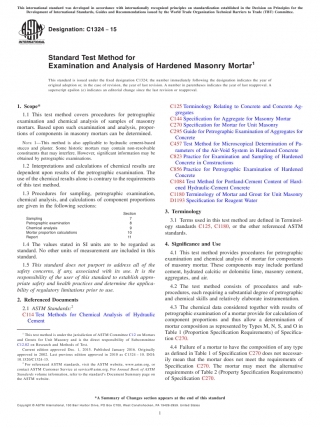 This international standard was developed in accordance with internationally recognized principles on standardization established in the Decision on Principles for the
Development of International Standards, Guides and Recommendations issued by the World Trade Organization Technical Barriers to Trade (TBT) Committee.
Designation: C1324 − 15
INTERNATIONAL
Standard Test Method for
Examination and Analysis of Hardened Masonry Mortar1
This standard is issued under the fixed designation C1324; the number immediately following the designation indicates the year of
original adoption or, in the case of revision, the year of last revision. A number in parentheses indicates the year of last reapproval. A
superscript epsilon (ε) indicates an editorial change since the last revision or reapproval.
1. Scope*
1.1 This test method covers procedures for petrographic
examination and chemical analysis of samples of masonry
mortars. Based upon such examination and analysis, propor-
tions of components in masonry mortars can be determined.
NOTE 1—This test method is also applicable to hydraulic cement-based
stucco and plaster. Some historic mortars may contain non-resolvable
constituents that may interfere. However, significant information may be
obtained by petrographic examination.
1.2 Interpretations and calculations of chemical results are
dependent upon results of the petrographic examination. The
use of the chemical results alone is contrary to the requirements
of this test method.
1.3 Procedures for sampling, petrographic examination,
chemical analysis, and calculations of component proportions
are given in the following sections:
Section
Sampling 7
Petrographic examination 8
Chemical analysis 9
Mortar proportion calculations 10
Report 11
1.4 The values stated in SI units are to be regarded as
standard. No other units of measurement are included in this
standard.
1.5 This standard does not purport to address all of the
safety concerns, if any, associated with its use. It is the
responsibility of the user of this standard to establish appro-
priate safety and health practices and determine the applica-
bility of regulatory limitations prior to use.
2. Referenced Documents
2.1 ASTM Standards:2
C114 Test Methods for Chemical Analysis of Hydraulic
Cement
1 This test method is under the jurisdiction of ASTM Committee C12 on Mortars
and Grouts for Unit Masonry and is the direct responsibility of Subcommittee
C12.02 on Research and Methods of Test.
Current edition approved Dec. 1, 2015. Published January 2016. Originally
approved in
2 For referenced ASTM standards, visit the ASTM website, www.astm.org, or
contact ASTM Customer Service at service@astm.org. For Annual Book of ASTM
Standards volume information, refer to the standard's Document Summary page on
the ASTM website.
C125 Terminology Relating to Concrete and Concrete Ag-
gregates
C144 Specification for Aggregate for Masonry Mortar
C270 Specification for Mortar for Unit Masonry
C295 Guide for Petrographic Examination of Aggregates for
Concrete
C457 Test Method for Microscopical Determination of Pa-
rameters of the Air-Void System in Hardened Concrete
C823 Practice for Examination and Sampling of Hardened
Concrete in Constructions
C856 Practice for Petrographic Examination of Hardened
Concrete
C1084 Test Method for Portland-Cement Content of Hard-
ened Hydraulic-Cement Concrete
C1180 Terminology of Mortar and Grout for Unit Masonry
D1193 Specification for Reagent Water
3. Terminology
3.1 Terms used in this test method are defined in Terminol-
ogy standards C125, C1180, or the other referenced ASTM
standards.
4. Significance and Use
4.1 This test method provides procedures for petrographic
examination and chemical analysis of mortar for components
of masonry mortar. These components may include portland
cement, hydrated calcitic or dolomitic lime, masonry cement,
aggregates, and air.
4.2 The test method consists of procedures and sub-
procedures, each requiring a substantial degree of petrographic
and chemical skills and relatively elaborate instrumentation.
4.3 The chemical data considered together with results of
petrographic examination of a mortar provide for calculation of
component proportions and thus allow a determination of
mortar composition as represented by Types M, N, S, and O in
Table 1 (Proportion Specification Requirements) of Specifica-
tion C270.
4.4 Failure of a mortar to have the composition of any type
as defined in Table 1 of Specification C270 does not necessar-
ily mean that the mortar does not meet the requirements of
Specification C270. The mortar may meet the alternative
requirements of Table 2 (Property Specification Requirements)
of Specification C270.
*A Summary of Changes section appears at the end of this standard
Copyright © ASTM International, 100 Barr Harbor Drive, PO Box C700, West Conshohocken, PA 19428-2959. United States
1